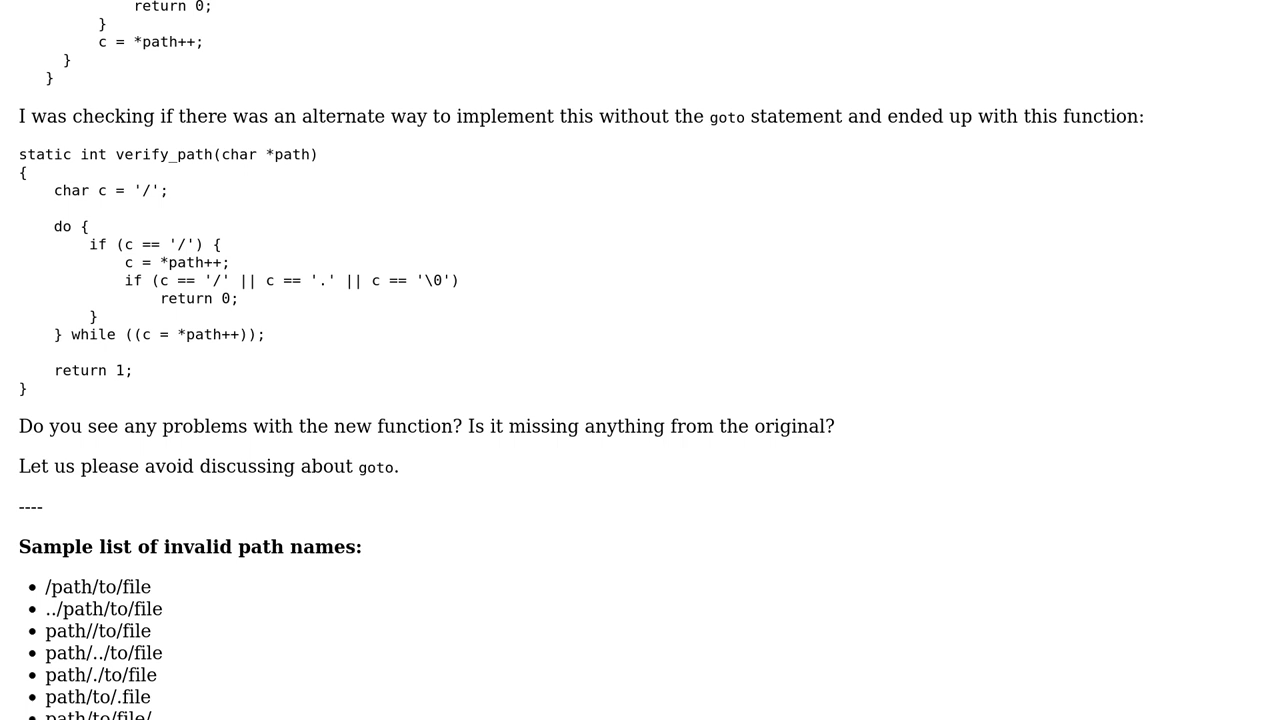 return 0;
         }
         c = *path++;
     }
   }
I was checking if there was an alternate way to implement this without the goto statement and ended up with this function:
static int verify_path(char *path)
{
    char c = '/';
    do {
        if (c == '/') {
            c = *path++;
            if (c == '/' || c == '.' || c == '\0')
                return 0;
        }
    } while ((c = *path++));
    return 1;
}
Do you see any problems with the new function? Is it missing anything from the original?
Let us please avoid discussing about goto.
----
Sample list of invalid path names:
• /path/to/file
• ../path/to/file
• path//to/file
• path/../to/file
• path/./to/file
• path/to/.file
• path/to/file/